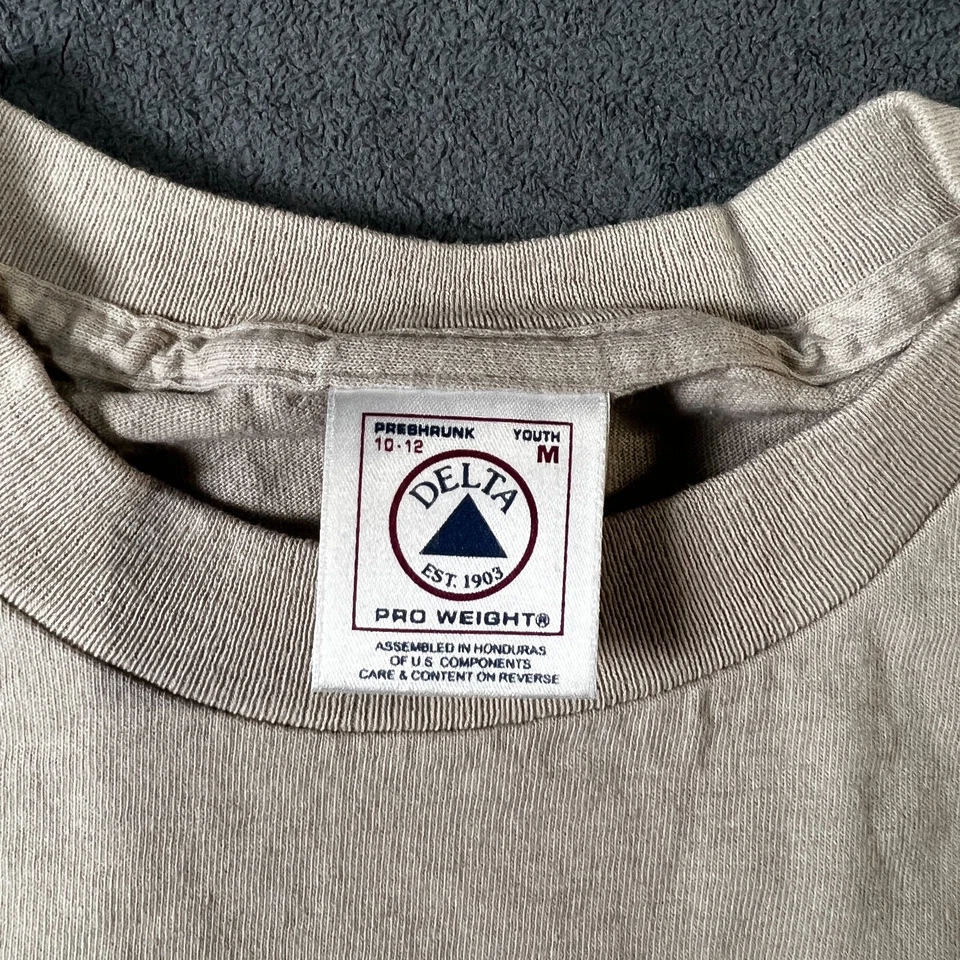 PRESHRUNK YOUTH
10-12 M
DELTA
EST. 1903
PRO WEIGHT®
ASSEMBLED IN HONDURAS
OF U S COMPONENTS
CARE & CONTENT ON REVERSE